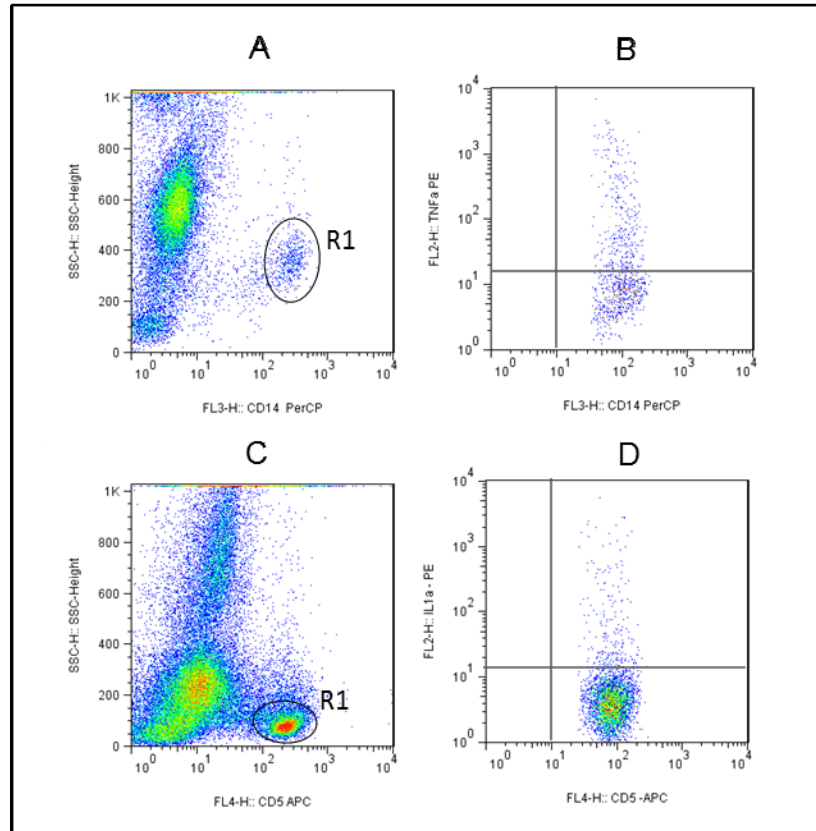 A
B
1K
800
600
400
200
0
SSC-H:: SSC-Height
R1
10^0
10^1
10^2
10^3
10^4
FL3-H:: CD14 PerCP
10^4
10^3
10^2
10^1
10^0
FL2-H:: TNFa PE
10^0
10^1
10^2
10^3
10^4
FL3-H:: CD14 PerCP
C
D
1K
800
600
400
200
0
SSC-H:: SSC-Height
R1
10^0
10^1
10^2
10^3
10^4
FL4-H:: CD5 APC
10^4
10^3
10^2
10^1
10^0
FL2-H:: IL1a - PE
10^0
10^1
10^2
10^3
10^4
FL4-H:: CD5 -APC